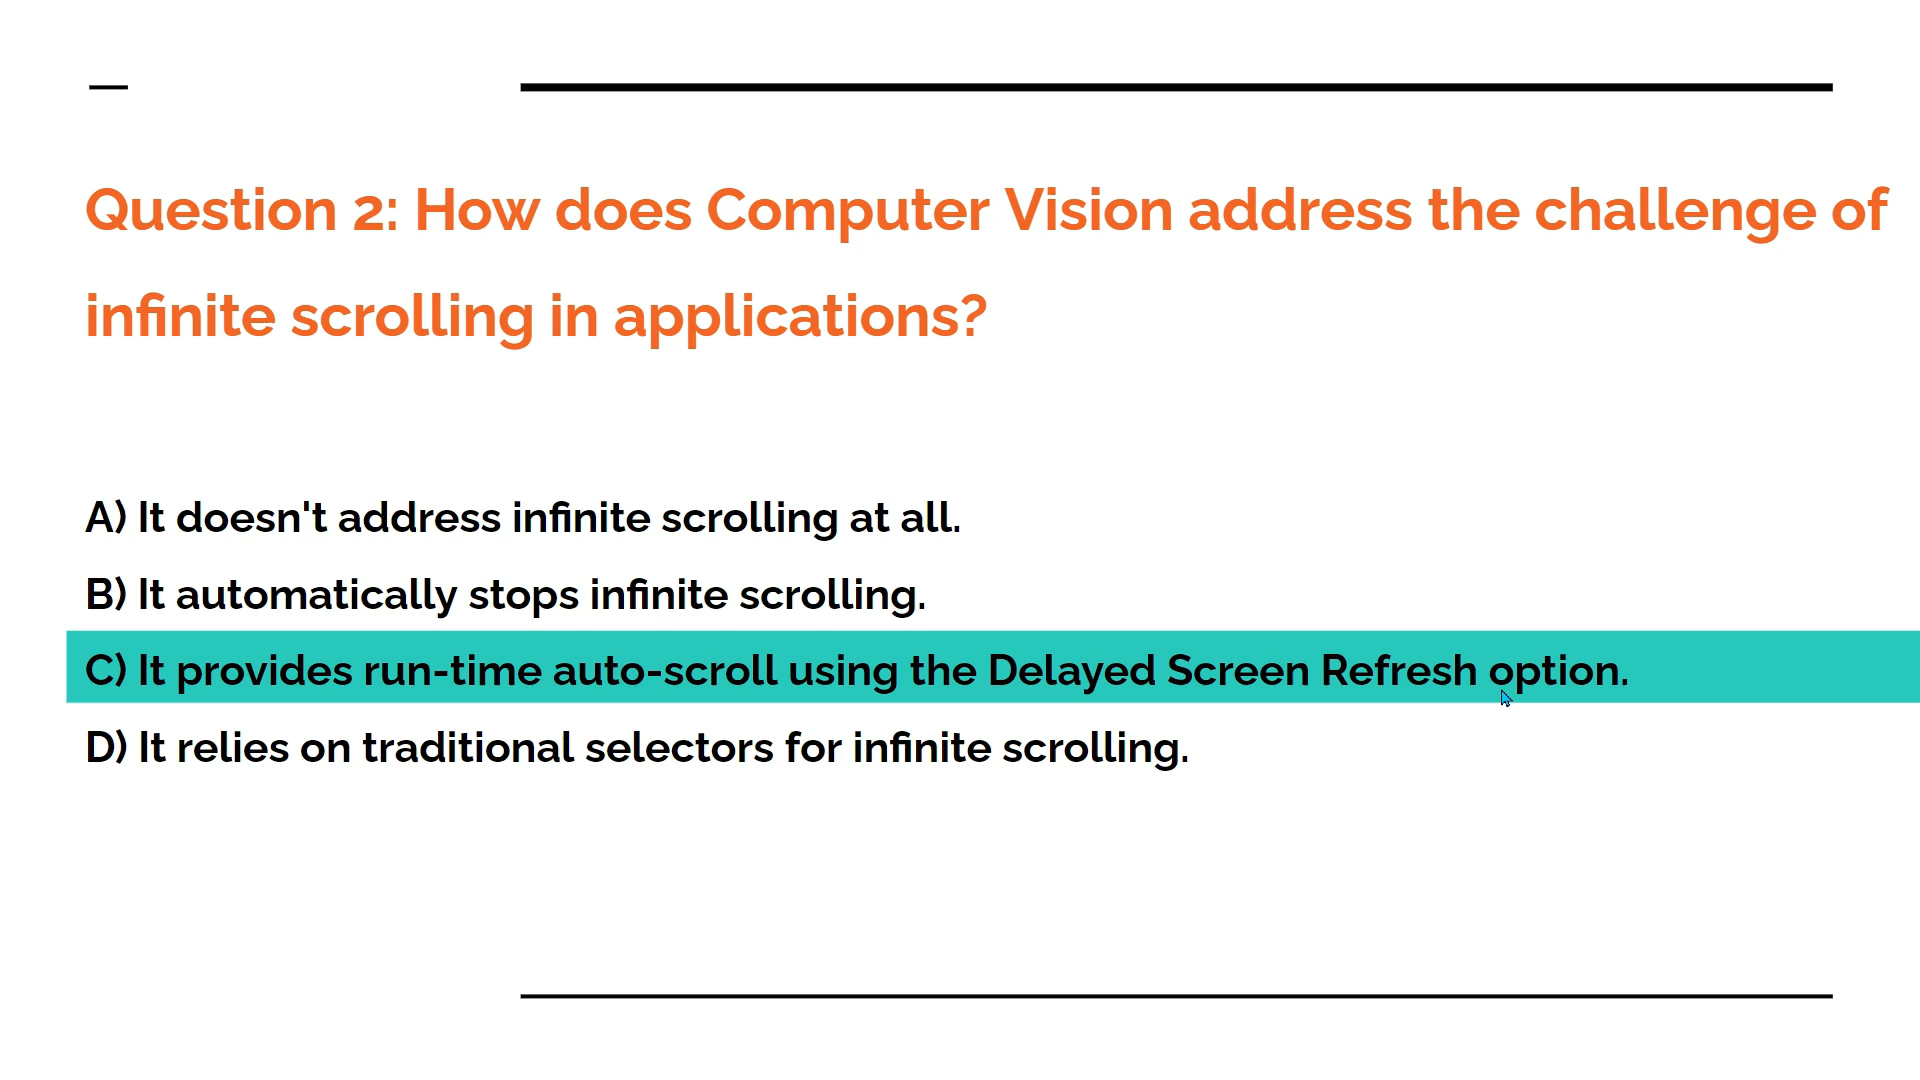 Question 2: How does Computer Vision address the challenge of
infinite scrolling in applications?
A) It doesn't address infinite scrolling at all.
B) It automatically stops infinite scrolling.
C) It provides run-time auto-scroll using the Delayed Screen Refresh option.
D) It relies on traditional selectors for infinite scrolling.